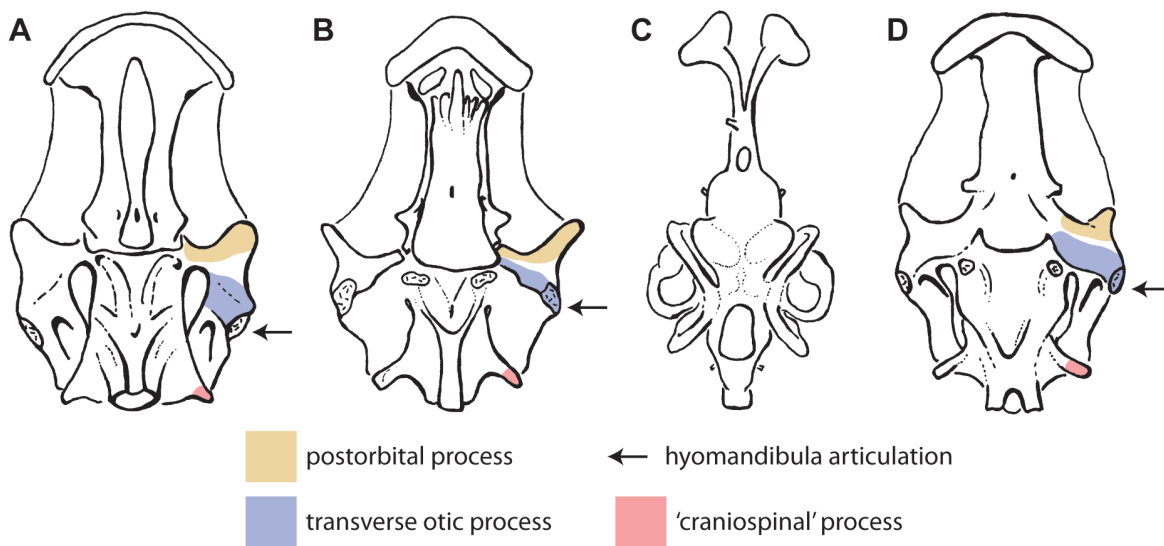 A B C D
postorbital process
hyomandibula articulation
transverse otic process
‘craniospinal’ process